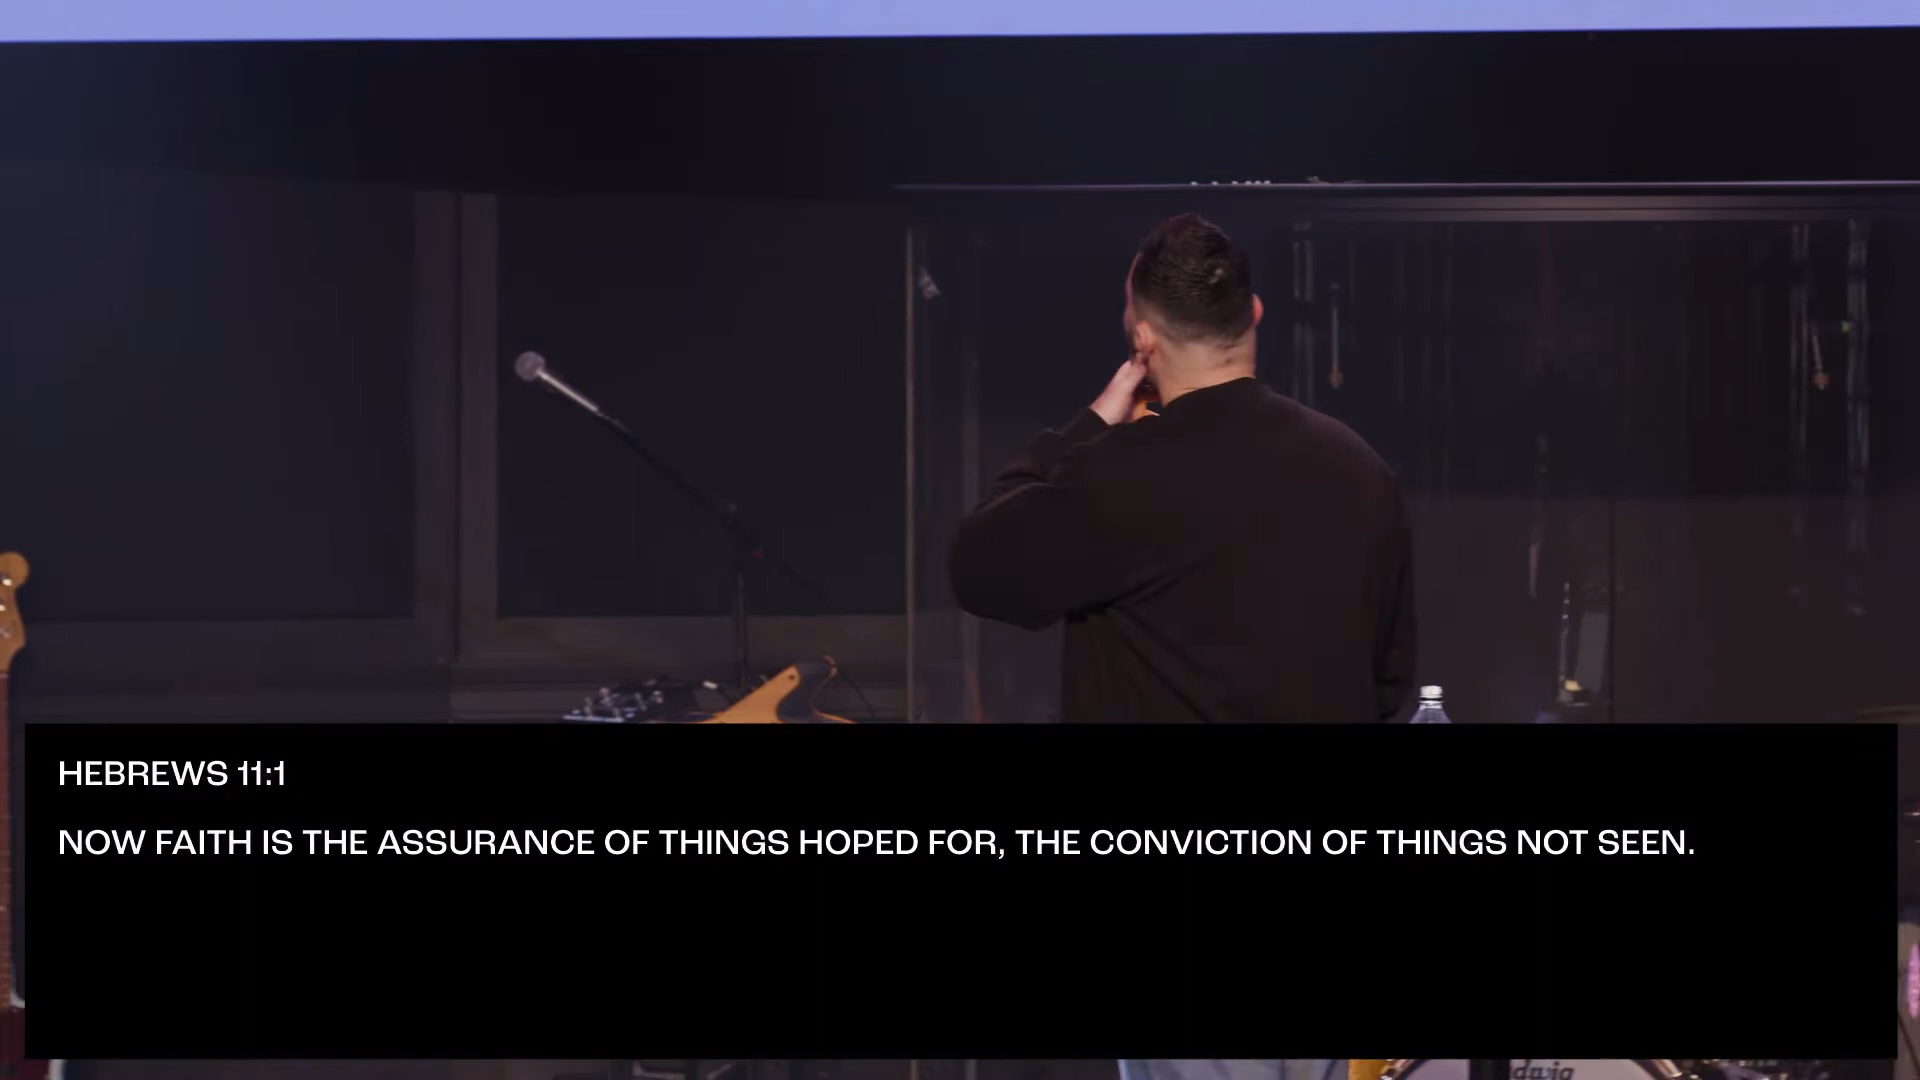 HEBREWS 11:1
NOW FAITH IS THE ASSURANCE OF THINGS HOPED FOR, THE CONVICTION OF THINGS NOT SEEN.